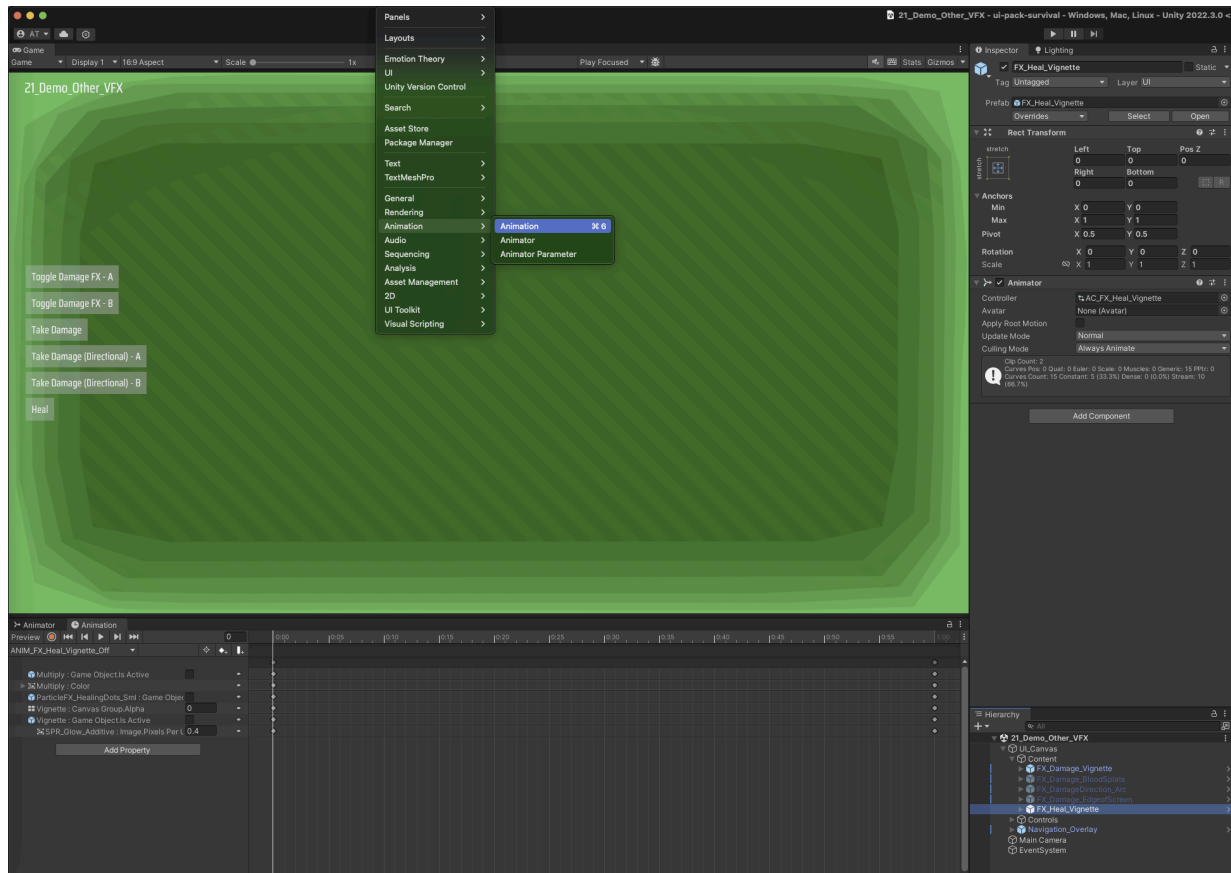 21_Demo_Other_VFX - ui-pack-survival - Windows, Mac, Linux - Unity 2022.3.0
AT
Game
Game Display 1 16:9 Aspect Scale 1x Play Focused Stats Gizmos
21_Demo_Other_VFX
Toggle Damage FX - A
Toggle Damage FX - B
Take Damage
Take Damage (Directional) - A
Take Damage (Directional) - B
Heal
Panels
Layouts
Emotion Theory
UI
Unity Version Control
Search
Asset Store
Package Manager
Text
TextMeshPro
General
Rendering
Animation
Audio
Sequencing
Analysis
Asset Management
2D
UI Toolkit
Visual Scripting
Animation ⌘ 6
Animator
Animator Parameter
Inspector Lighting
FX_Heal_Vignette Static
Tag Untagged Layer UI
Prefab FX_Heal_Vignette
Overrides Select Open
Rect Transform
stretch Left Top Pos Z
stretch
0 0 0
Right Bottom
0 0 R
Anchors
Min X 0 Y 0
Max X 1 Y 1
Pivot X 0.5 Y 0.5
Rotation X 0 Y 0 Z 0
Scale X 1 Y 1 Z 1
Animator
Controller AC_FX_Heal_Vignette
Avatar None (Avatar)
Apply Root Motion
Update Mode Normal
Culling Mode Always Animate
Clip Count: 2
Curves Pos: 0 Quat: 0 Euler: 0 Scale: 0 Muscles: 0 Generic: 15 PPtr: 0
Curves Count: 15 Constant: 5 (33.3%) Dense: 0 (0.0%) Stream: 10
(66.7%)
Add Component
Animator Animation
Preview 0
0:00 0:05 0:10 0:15 0:20 0:25 0:30 0:35 0:40 0:45 0:50 0:55 1:00
ANIM_FX_Heal_Vignette_Off
Multiply : Game Object.Is Active
Multiply : Color
ParticleFX_HealingDots_Sml : Game Objec
Vignette : Canvas Group.Alpha 0
Vignette : Game Object.Is Active
SPR_Glow_Additive : Image.Pixels Per U 0.4
Add Property
Hierarchy
All
21_Demo_Other_VFX
UI_Canvas
Content
FX_Damage_Vignette
FX_Damage_BloodSplats
FX_DamageDirection_Arc
FX_Damage_EdgeofScreen
FX_Heal_Vignette
Controls
Navigation_Overlay
Main Camera
EventSystem